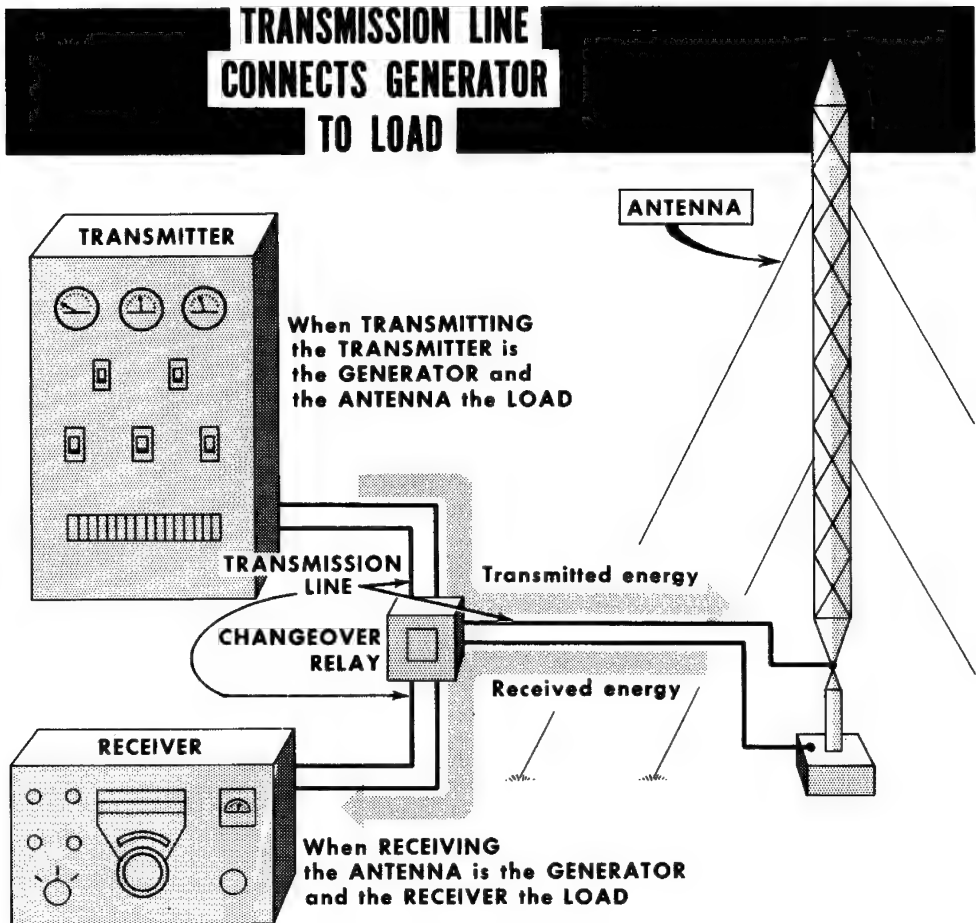 TRANSMISSION LINE
CONNECTS GENERATOR
TO LOAD
ANTENNA
TRANSMITTER
When TRANSMITTING
the TRANSMITTER is
the GENERATOR and
the ANTENNA the LOAD
TRANSMISSION
LINE
Transmitted energy
CHANGEOVER
RELAY
Received energy
RECEIVER
When RECEIVING
the ANTENNA is the GENERATOR
and the RECEIVER the LOAD